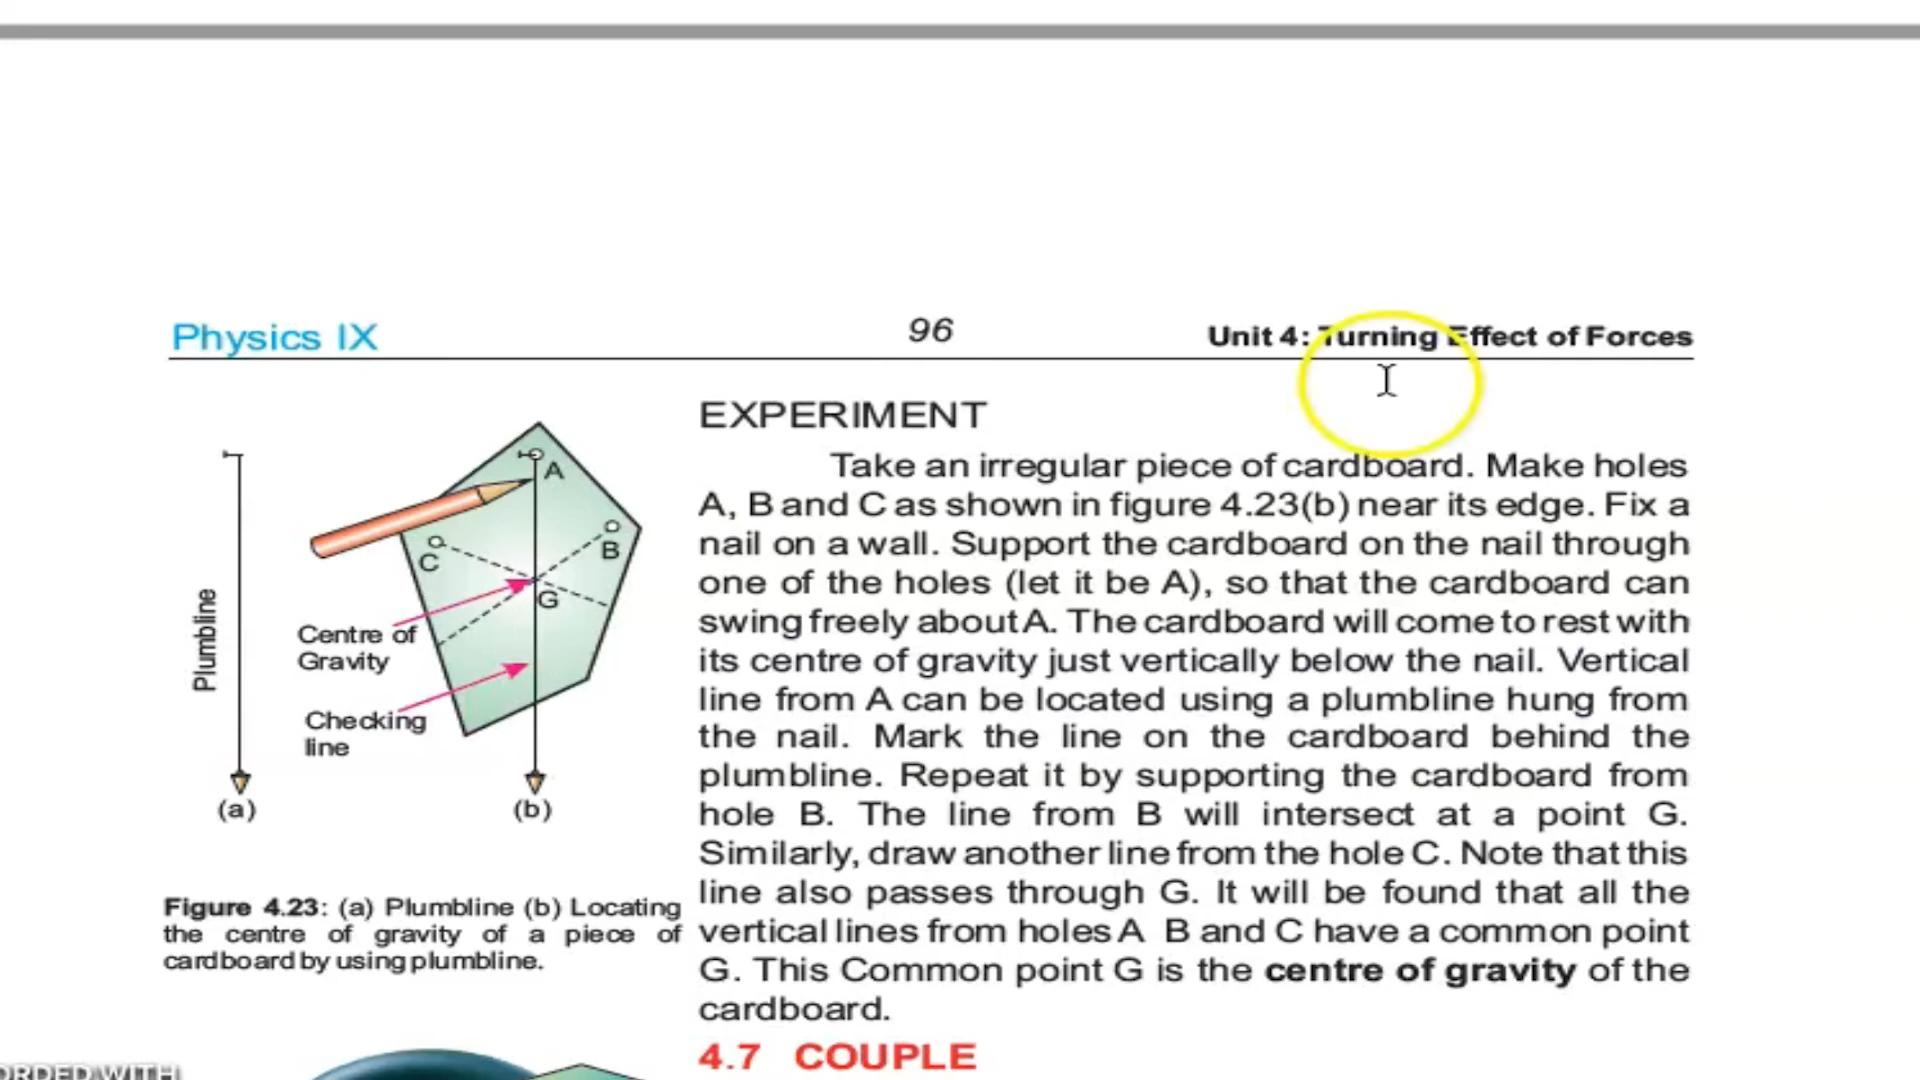 Physics IX 96 Unit 4: Turning Effect of Forces
EXPERIMENT
Take an irregular piece of cardboard. Make holes
A, B and C as shown in figure 4.23(b) near its edge. Fix a
nail on a wall. Support the cardboard on the nail through
one of the holes (let it be A), so that the cardboard can
swing freely about A. The cardboard will come to rest with
its centre of gravity just vertically below the nail. Vertical
line from A can be located using a plumbline hung from
the nail. Mark the line on the cardboard behind the
plumbline. Repeat it by supporting the cardboard from
hole B. The line from B will intersect at a point G.
Similarly, draw another line from the hole C. Note that this
line also passes through G. It will be found that all the
vertical lines from holes A B and C have a common point
G. This Common point G is the centre of gravity of the
cardboard.
4.7 COUPLE
A
B
C
G
Plumbline
Centre of
Gravity
Checking
line
(a)
(b)
Figure 4.23: (a) Plumbline (b) Locating
the centre of gravity of a piece of
cardboard by using plumbline.
ORDED WITH